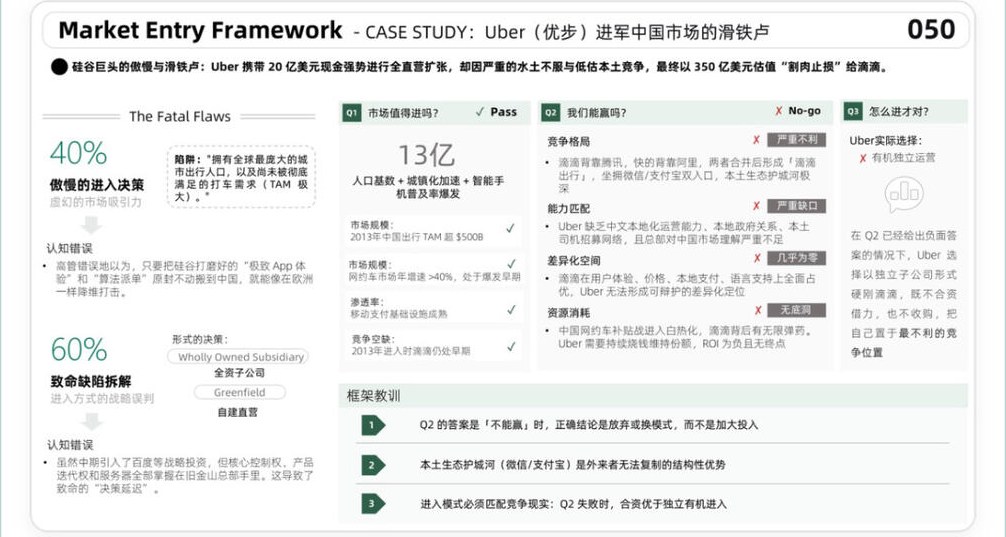 Market Entry Framework - CASE STUDY：Uber（优步）进军中国市场的滑铁卢
050
硅谷巨头的傲慢与滑铁卢：Uber 携带 20 亿美元现金强势进行全直营扩张，却因严重的水土不服与低估本土竞争，最终以 350 亿美元估值“割肉止损”给滴滴。
The Fatal Flaws
40%
傲慢的进入决策
虚幻的市场吸引力
陷阱："拥有全球最庞大的城
市出行人口，以及尚未被彻底
满足的打车需求（TAM 极
大）。"
认知错误
• 高管错误地以为，只要把硅谷打磨好的“极致 App 体
验”和“算法派单”原封不动搬到中国，就能像在欧洲
一样降维打击。
60%
致命缺陷拆解
进入方式的战略误判
形式的决策：
Wholly Owned Subsidiary
全资子公司
Greenfield
自建直营
认知错误
• 虽然中期引入了百度等战略投资，但核心控制权、产品
迭代权和服务器全部掌握在旧金山总部手里。这导致了
致命的“决策延迟”。
Q1 市场值得进吗？ ✓ Pass
13亿
人口基数 + 城镇化加速 + 智能手
机普及率爆发
市场规模：
2013年中国出行 TAM 超 $500B
✓
市场规模：
网约车市场年增速 >40%，处于爆发早期
✓
渗透率：
移动支付基础设施成熟
✓
竞争空缺：
2013年进入时滴滴仍处早期
✓
Q2 我们能赢吗？ ✗ No-go
竞争格局 ✗ 严重不利
• 滴滴背靠腾讯，快的背靠阿里，两者合并后形成「滴滴
出行」，坐拥微信/支付宝双入口，本土生态护城河极
深
能力匹配 ✗ 严重缺口
• Uber 缺乏中文本地化运营能力、本地政府关系、本土
司机招募网络，且总部对中国市场理解严重不足
差异化空间 ✗ 几乎为零
• 滴滴在用户体验、价格、本地支付、语言支持上全面占
优，Uber 无法形成可辩护的差异化定位
资源消耗 ✗ 无底洞
• 中国网约车补贴战进入白热化，滴滴背后有无限弹药。
Uber 需要持续烧钱维持份额，ROI 为负且无终点
Q3 怎么进才对？
Uber实际选择：
✗ 有机独立运营
在 Q2 已经给出负面答
案的情况下，Uber 选
择以独立子公司形式
硬刚滴滴，既不合资
借力，也不收购，把
自己置于最不利的竞
争位置
框架教训
1 Q2 的答案是「不能赢」时，正确结论是放弃或换模式，而不是加大投入
2 本土生态护城河（微信/支付宝）是外来者无法复制的结构性优势
3 进入模式必须匹配竞争现实：Q2 失败时，合资优于独立有机进入